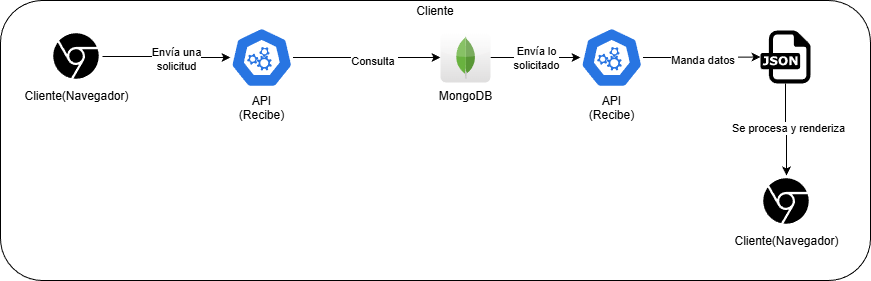 Cliente
Envía una
solicitud
Consulta
Envía lo
solicitado
Manda datos
JSON
Cliente(Navegador)
API
(Recibe)
MongoDB
API
(Recibe)
Se procesa y renderiza
Cliente(Navegador)